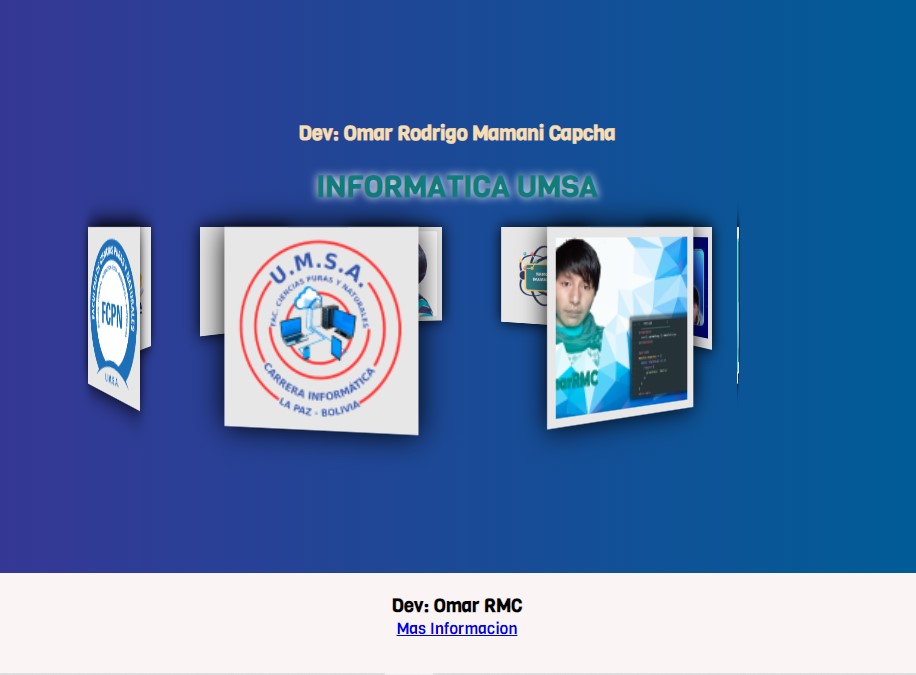 Dev: Omar Rodrigo Mamani Capcha
INFORMATICA UMSA
FCPN
UMSA
U.M.S.A.
FAC. CIENCIAS PURAS Y NATURALES
CARRERA INFORMÁTICA
LA PAZ - BOLIVIA
Dev: Omar RMC
Mas Informacion